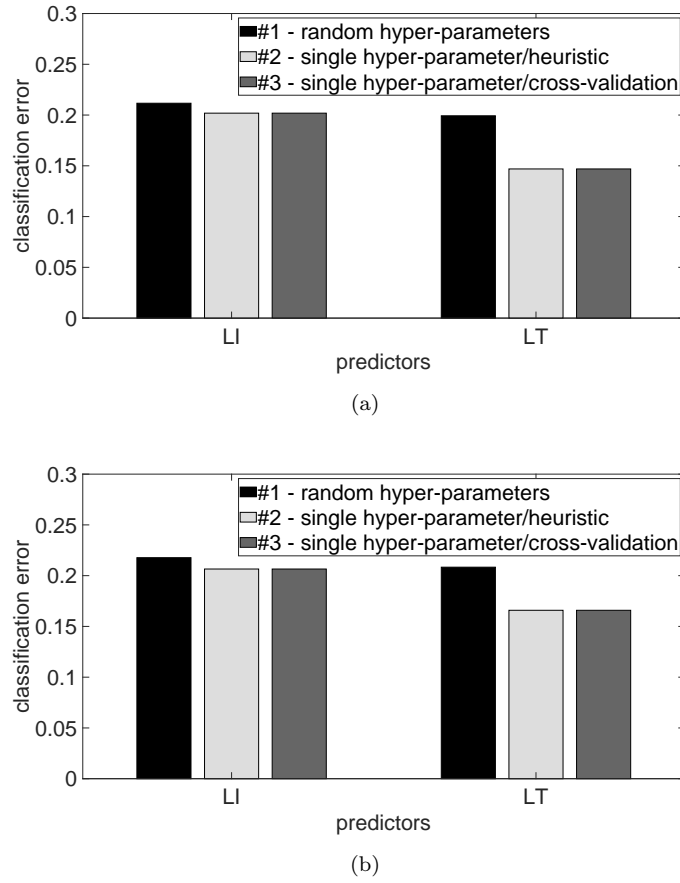 0.3
0.25
0.2
0.15
0.1
0.05
0
classification error
#1 - random hyper-parameters
#2 - single hyper-parameter/heuristic
#3 - single hyper-parameter/cross-validation
LI LT
predictors
(a)
0.3
0.25
0.2
0.15
0.1
0.05
0
classification error
#1 - random hyper-parameters
#2 - single hyper-parameter/heuristic
#3 - single hyper-parameter/cross-validation
LI LT
predictors
(b)